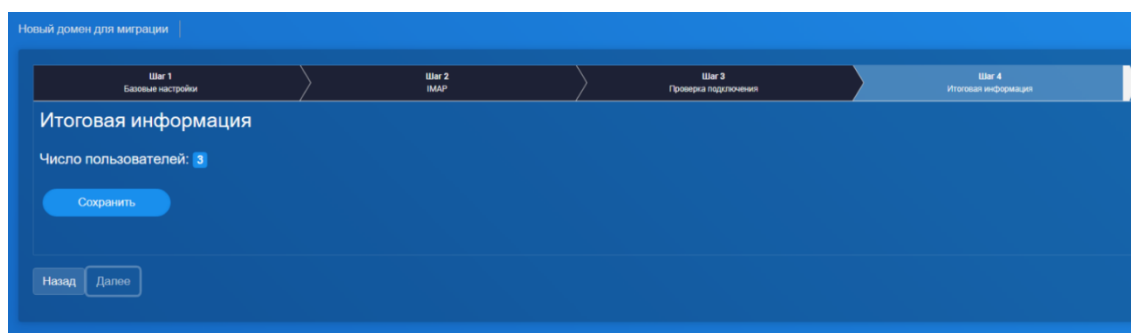 Новый домен для миграции
Шаг 1
Базовые настройки
Шаг 2
IMAP
Шаг 3
Проверка подключения
Шаг 4
Итоговая информация
Итоговая информация
Число пользователей: 3
Сохранить
Назад Далее